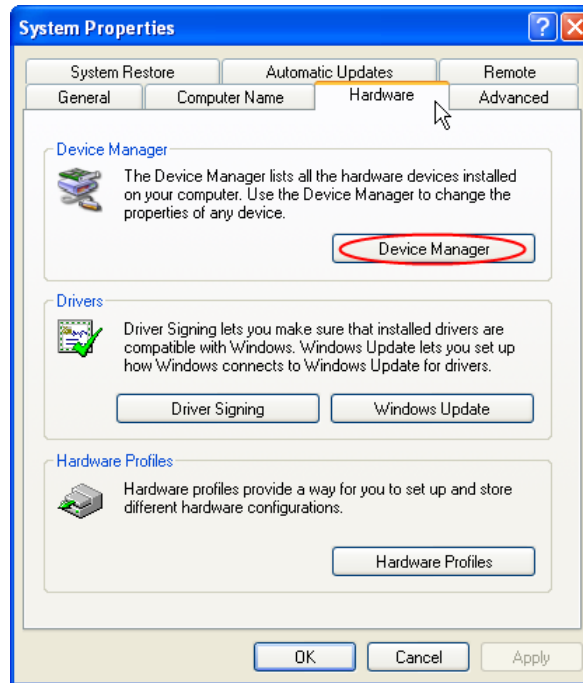 System Properties
System Restore Automatic Updates Remote
General Computer Name Hardware Advanced
Device Manager
The Device Manager lists all the hardware devices installed
on your computer. Use the Device Manager to change the
properties of any device.
Device Manager
Drivers
Driver Signing lets you make sure that installed drivers are
compatible with Windows. Windows Update lets you set up
how Windows connects to Windows Update for drivers.
Driver Signing Windows Update
Hardware Profiles
Hardware profiles provide a way for you to set up and store
different hardware configurations.
Hardware Profiles
OK Cancel Apply